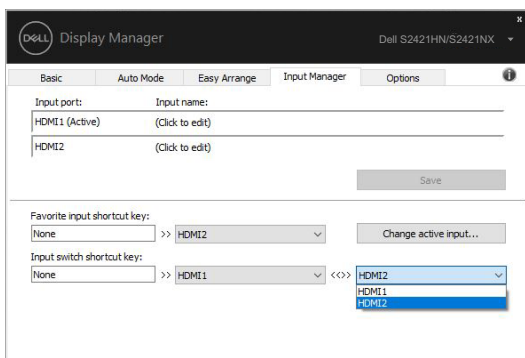 DELL Display Manager
x
Dell S2421HN/S2421NX
Basic Auto Mode Easy Arrange Input Manager Options
Input port: Input name:
HDMI1 (Active) (Click to edit)
HDMI2 (Click to edit)
Save
Favorite input shortcut key:
None >> HDMI2 Change active input...
Input switch shortcut key:
None >> HDMI1 <<>> HDMI2
HDMI1
HDMI2